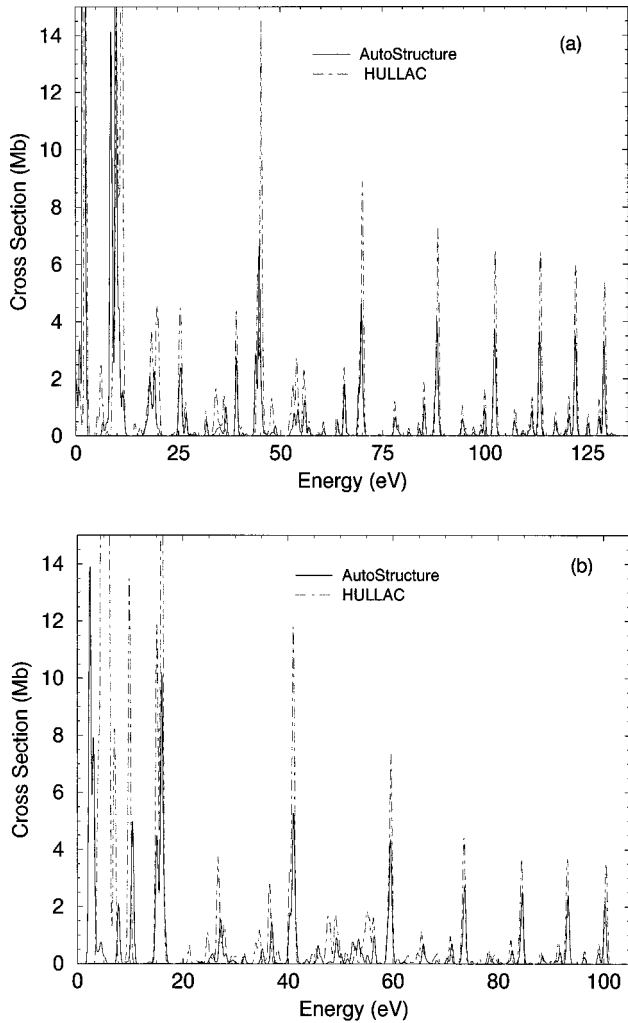 14
12
10
8
6
4
2
0
Cross Section (Mb)
(a)
AutoStructure
HULLAC
0 25 50 75 100 125
Energy (eV)
14
12
10
8
6
4
2
0
Cross Section (Mb)
(b)
AutoStructure
HULLAC
0 20 40 60 80 100
Energy (eV)